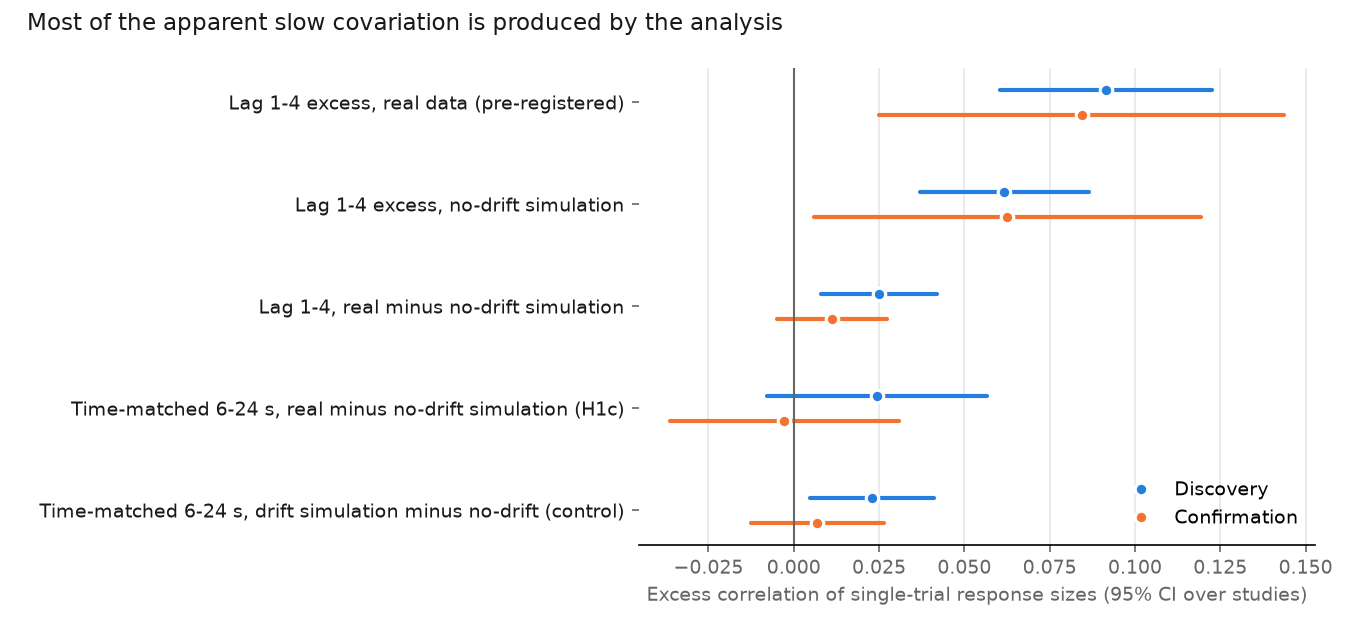 Most of the apparent slow covariation is produced by the analysis
Lag 1-4 excess, real data (pre-registered)
Lag 1-4 excess, no-drift simulation
Lag 1-4, real minus no-drift simulation
Time-matched 6-24 s, real minus no-drift simulation (H1c)
Time-matched 6-24 s, drift simulation minus no-drift (control)
Discovery
Confirmation
−0.025 0.000 0.025 0.050 0.075 0.100 0.125 0.150
Excess correlation of single-trial response sizes (95% CI over studies)